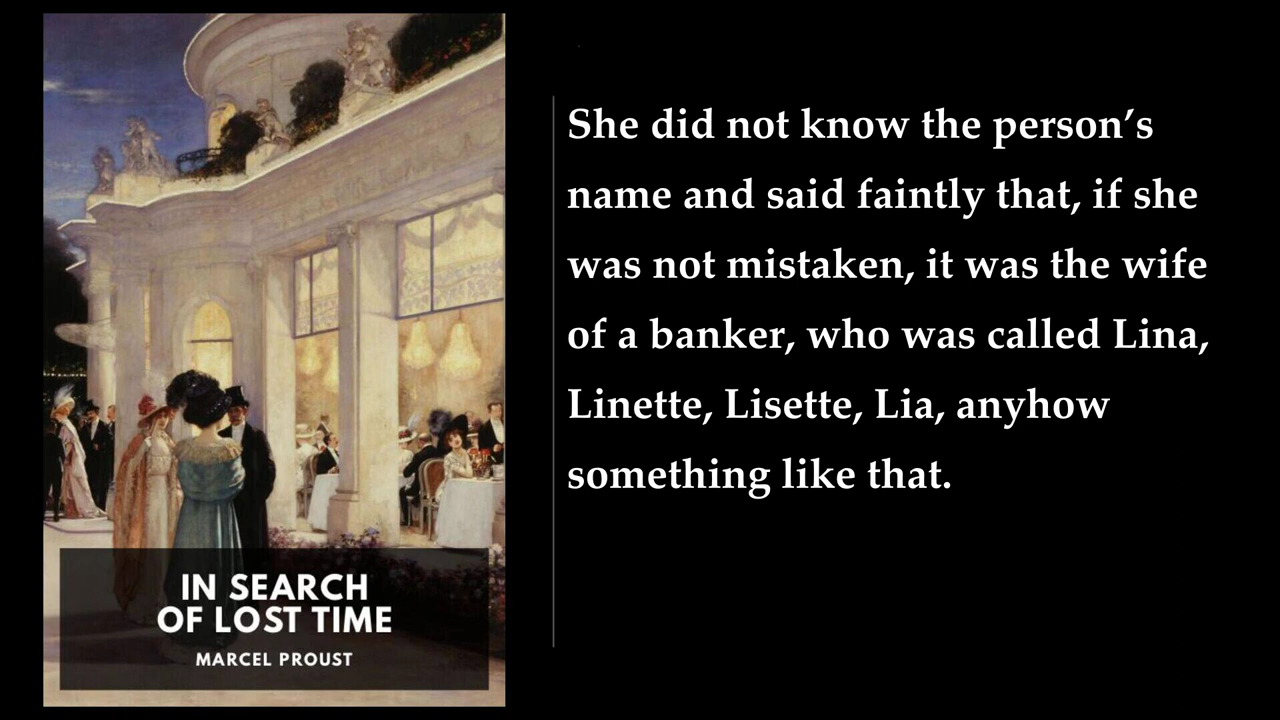 She did not know the person’s
name and said faintly that, if she
was not mistaken, it was the wife
of a banker, who was called Lina,
Linette, Lisette, Lia, anyhow
something like that.
IN SEARCH
OF LOST TIME
MARCEL PROUST